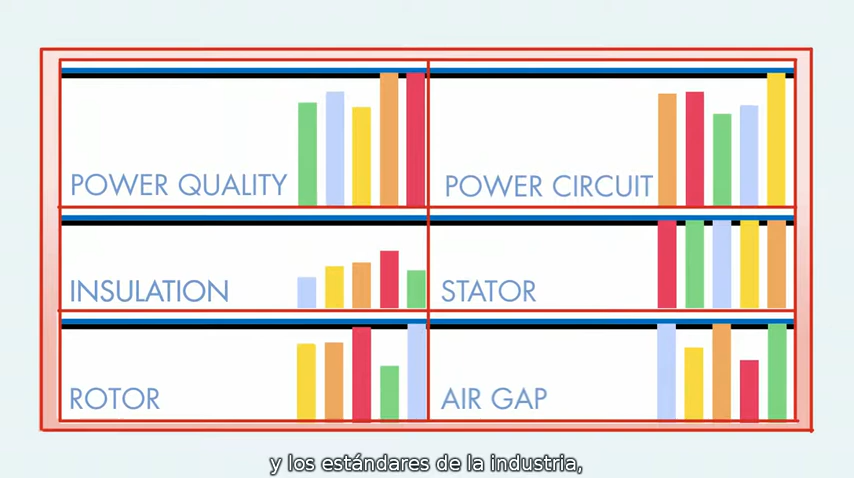 POWER QUALITY
POWER CIRCUIT
INSULATION
STATOR
ROTOR
AIR GAP
y los estándares de la industria,